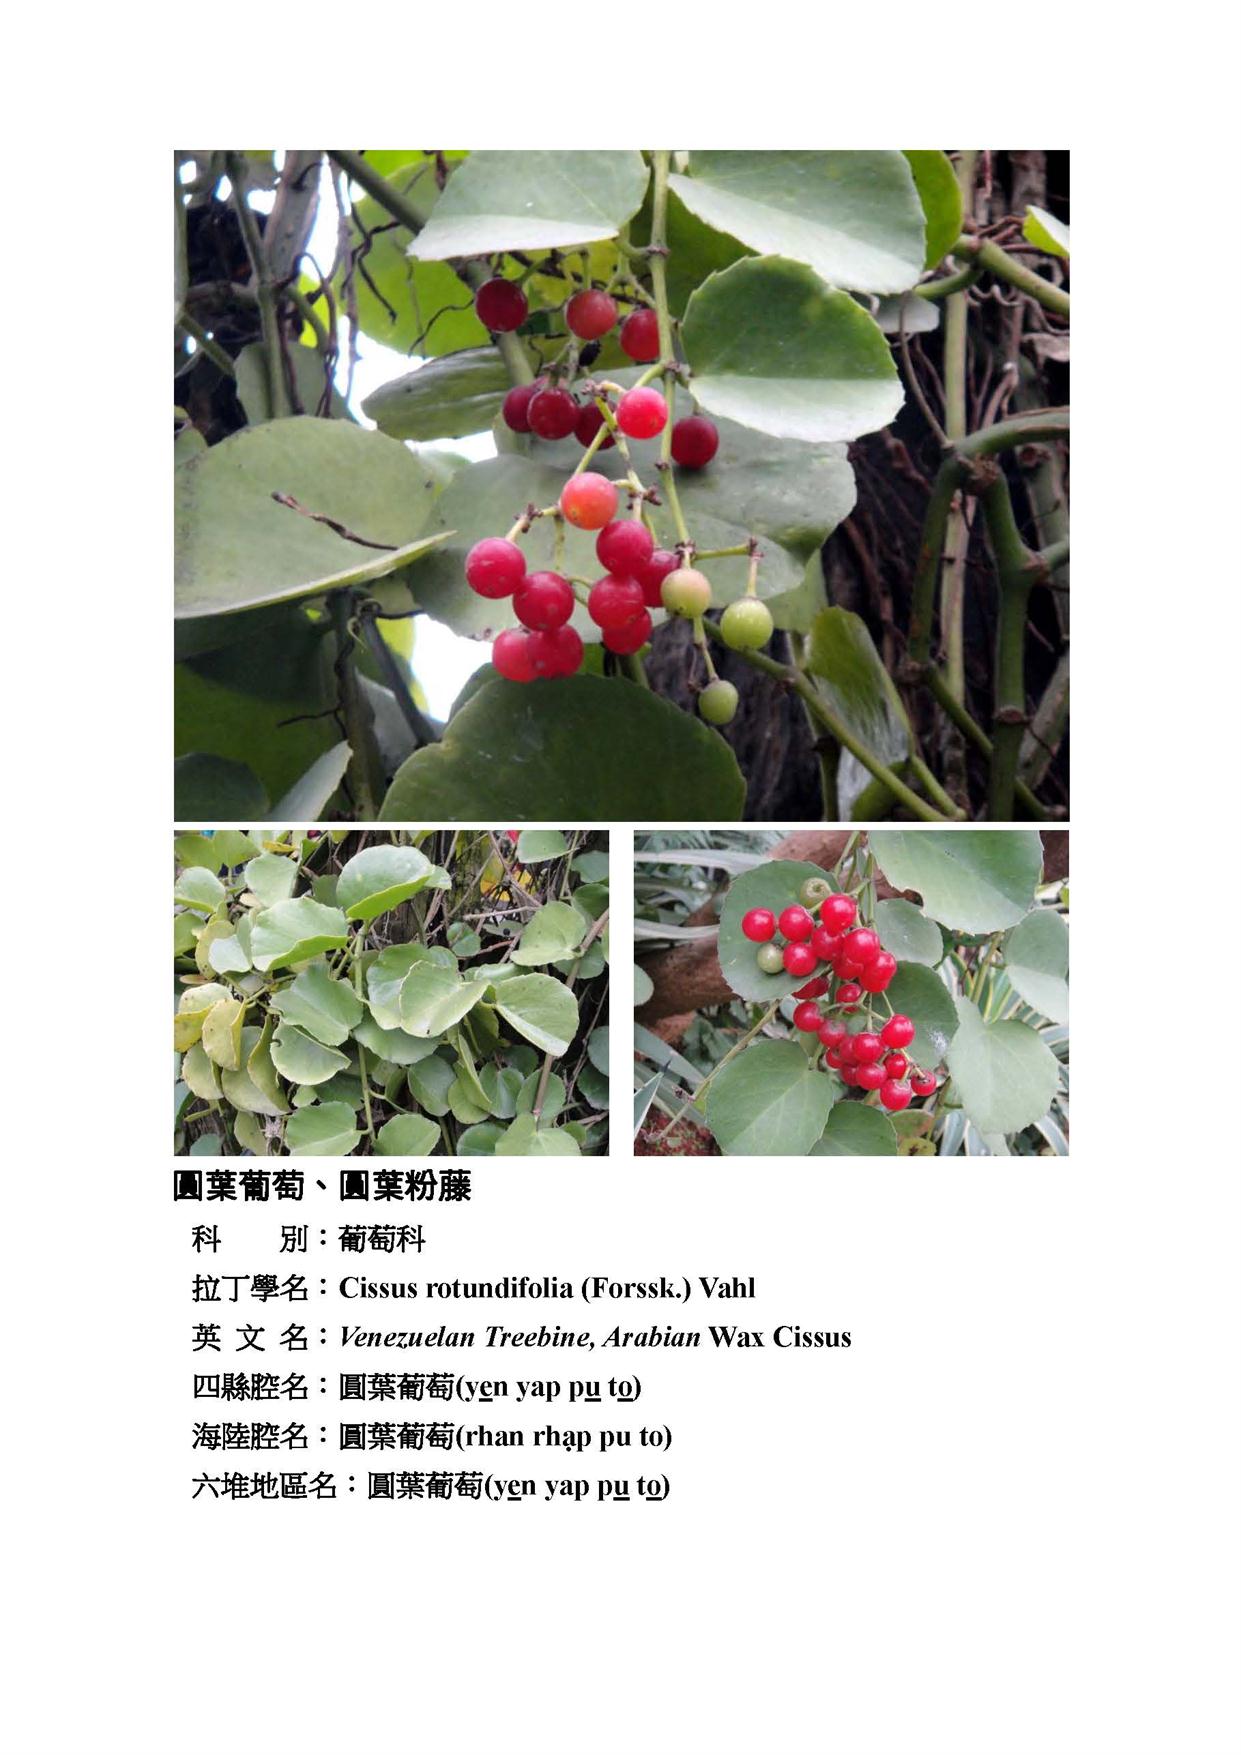 圓葉葡萄、圓葉粉藤
科　　別：葡萄科
拉丁學名：Cissus rotundifolia (Forssk.) Vahl
英 文 名：Venezuelan Treebine, Arabian Wax Cissus
四縣腔名：圓葉葡萄(ye̲n yap pu̲ to̲)
海陸腔名：圓葉葡萄(rhan rhạp pu to)
六堆地區名：圓葉葡萄(ye̲n yap pu̲ to̲)